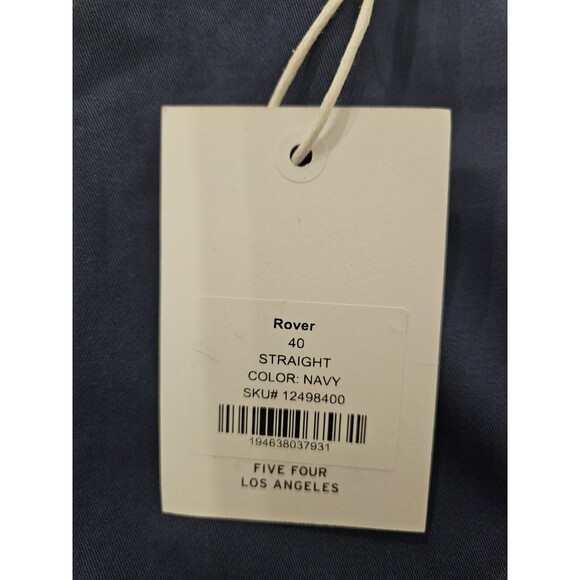 Rover
40
STRAIGHT
COLOR: NAVY
SKU# 12498400
194638037931
FIVE FOUR
LOS ANGELES